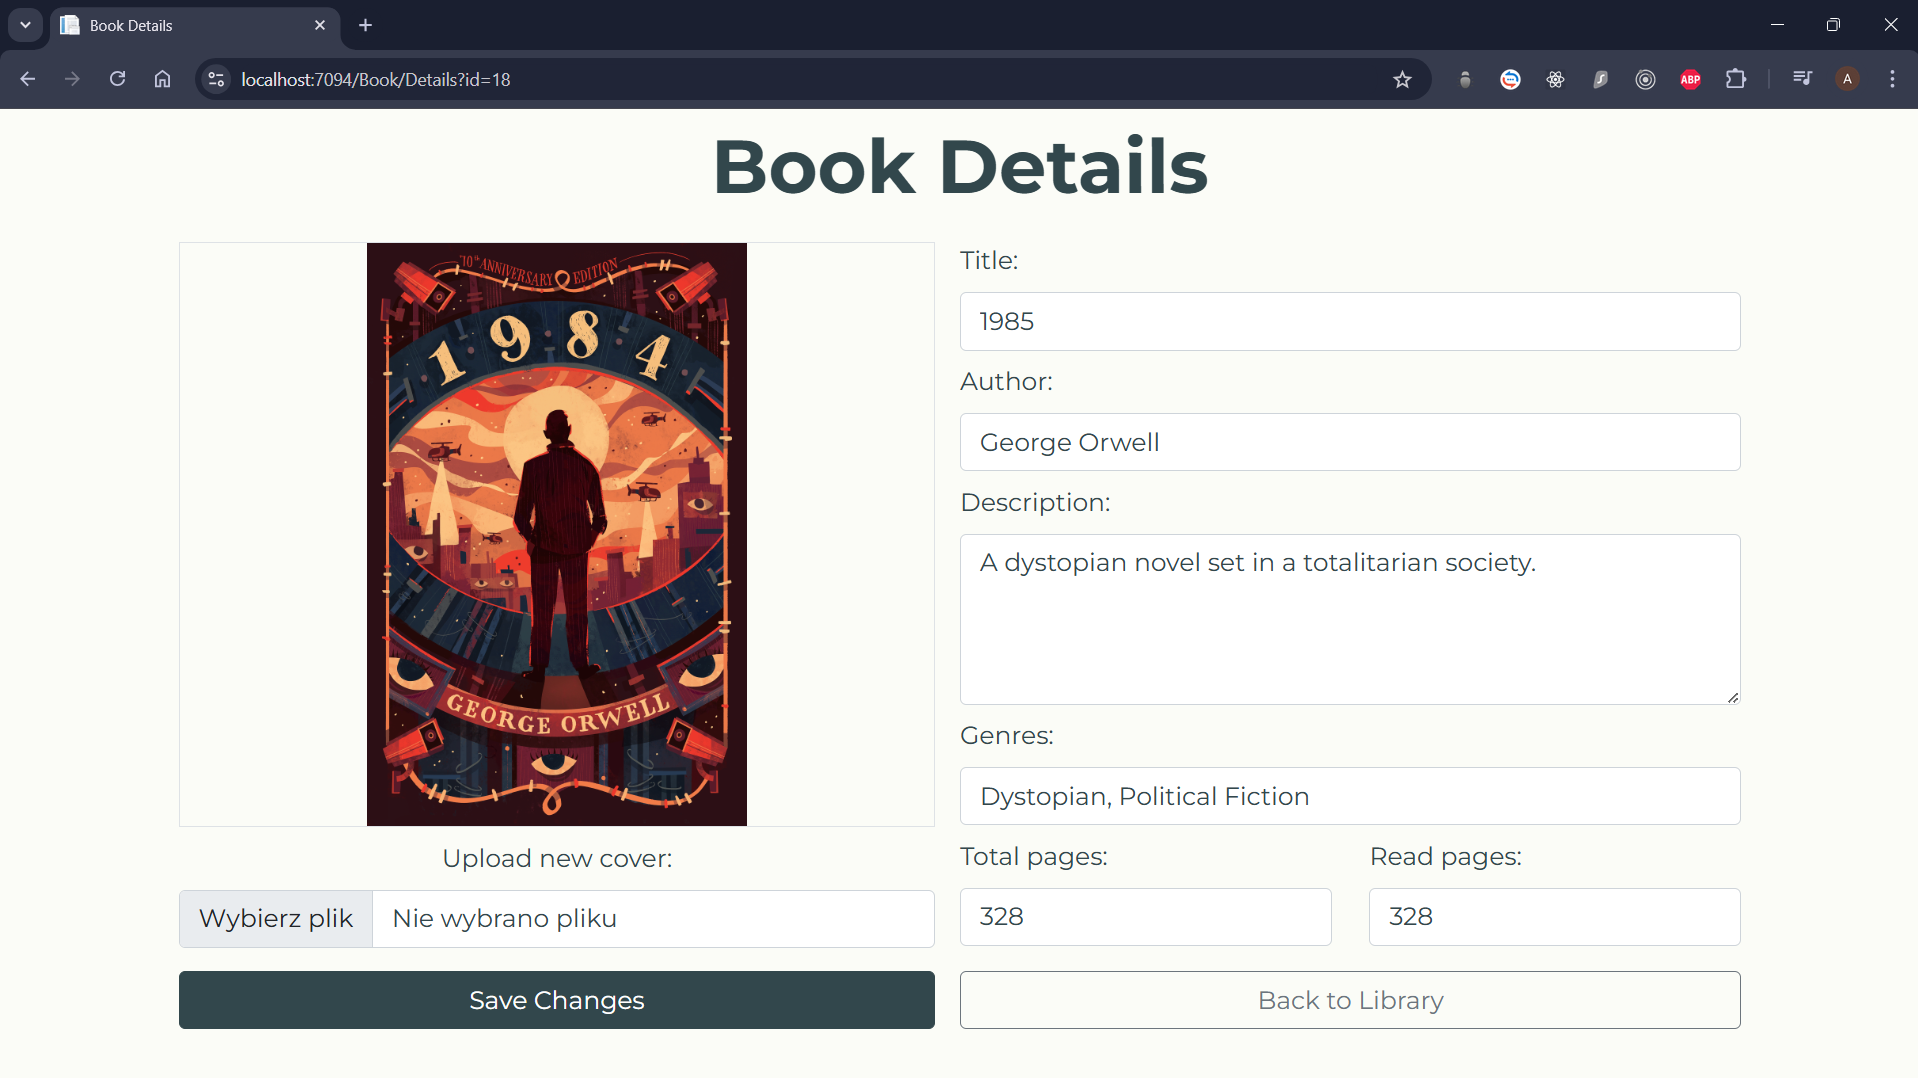 Book Details
localhost:7094/Book/Details?id=18
ABP
A
Book Details
70th ANNIVERSARY EDITION
1984
GEORGE ORWELL
Upload new cover:
Wybierz plik Nie wybrano pliku
Save Changes
Title:
1985
Author:
George Orwell
Description:
A dystopian novel set in a totalitarian society.
Genres:
Dystopian, Political Fiction
Total pages: Read pages:
328 328
Back to Library